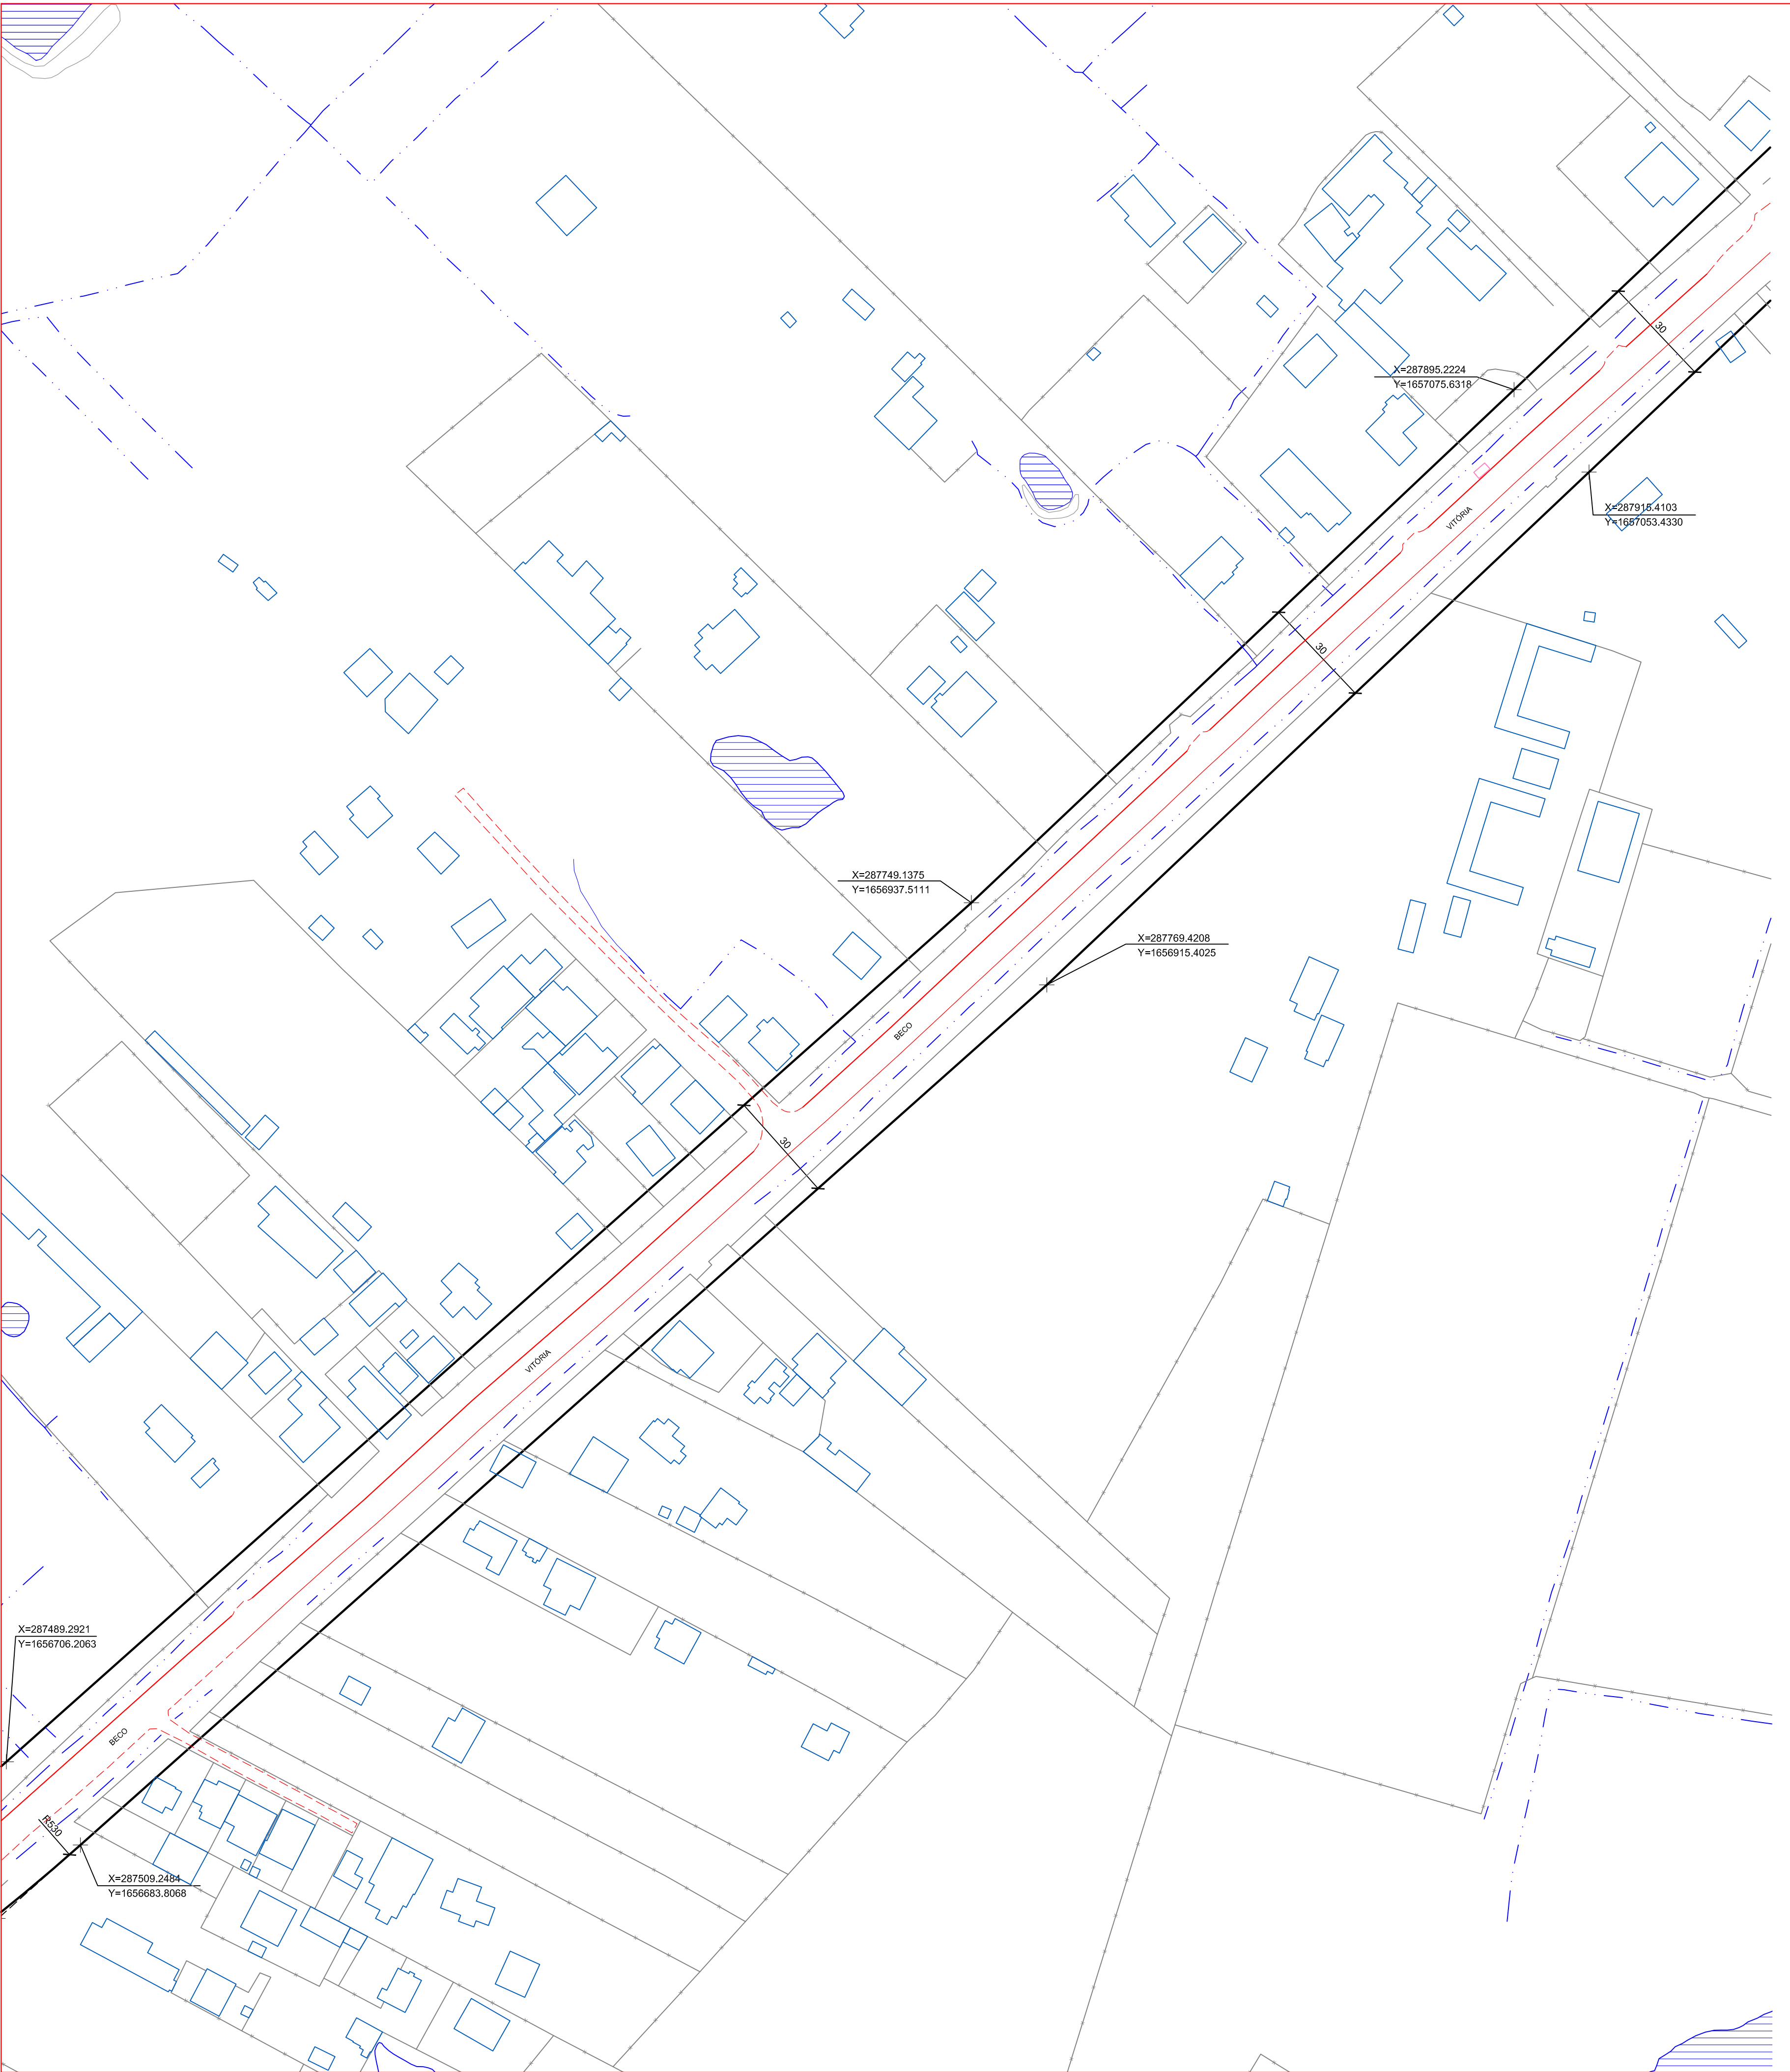 30
X=287895.2224
Y=1657075.6318
X=287915.4103
Y=1657053.4330
VITÓRIA
30
X=287749.1375
Y=1656937.5111
X=287769.4208
Y=1656915.4025
BECO
30
VITÓRIA
X=287489.2921
Y=1656706.2063
BECO
R530
X=287509.2484
Y=1656683.8068